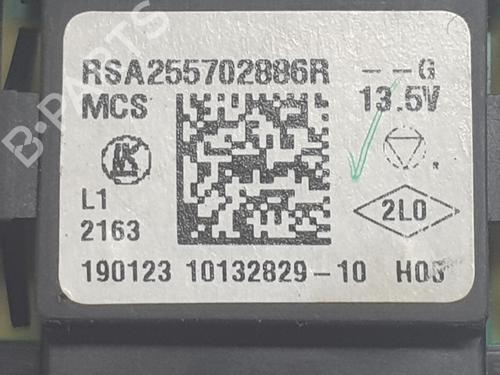 B-PARTS
RSA255702886R --G
MCS 13.5V
L1
2L0
2163
190123 10132829-10 H05